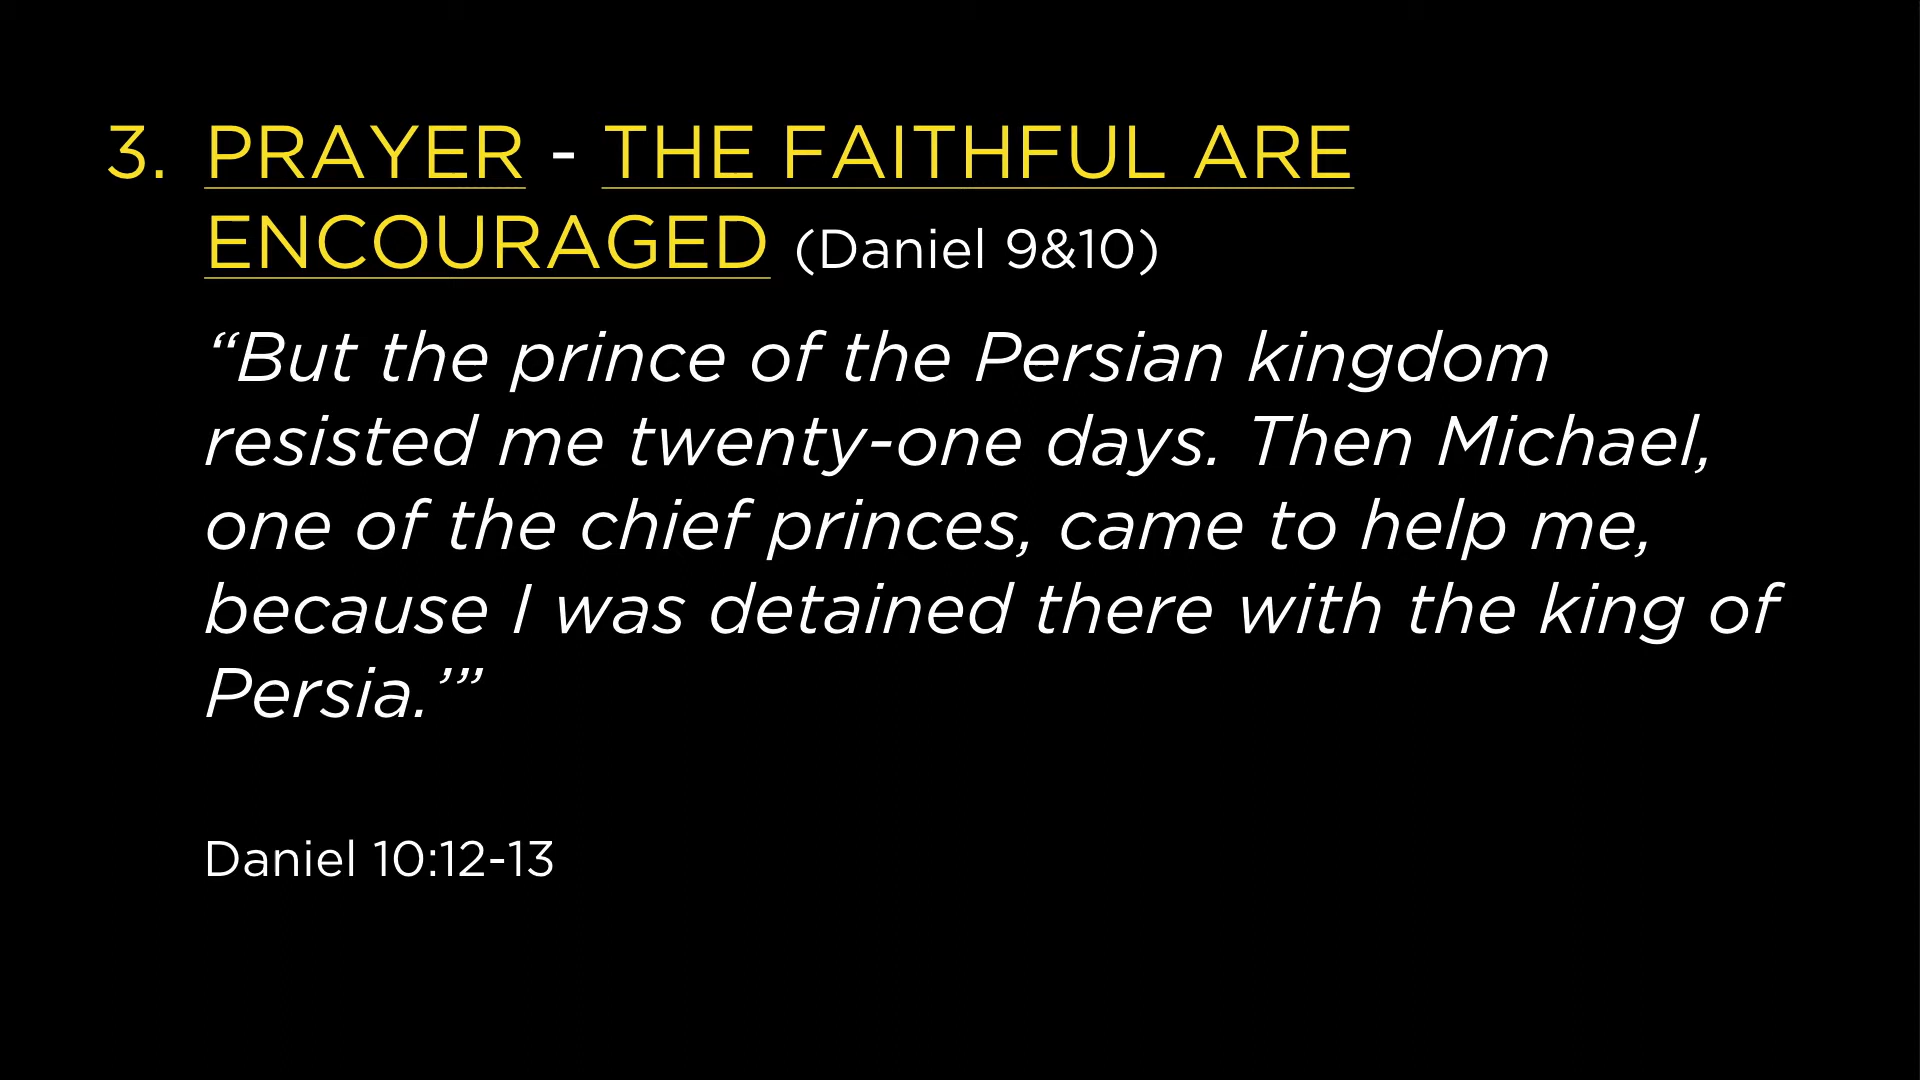 3. PRAYER - THE FAITHFUL ARE
ENCOURAGED (Daniel 9&10)
“But the prince of the Persian kingdom
resisted me twenty-one days. Then Michael,
one of the chief princes, came to help me,
because I was detained there with the king of
Persia.’”
Daniel 10:12-13